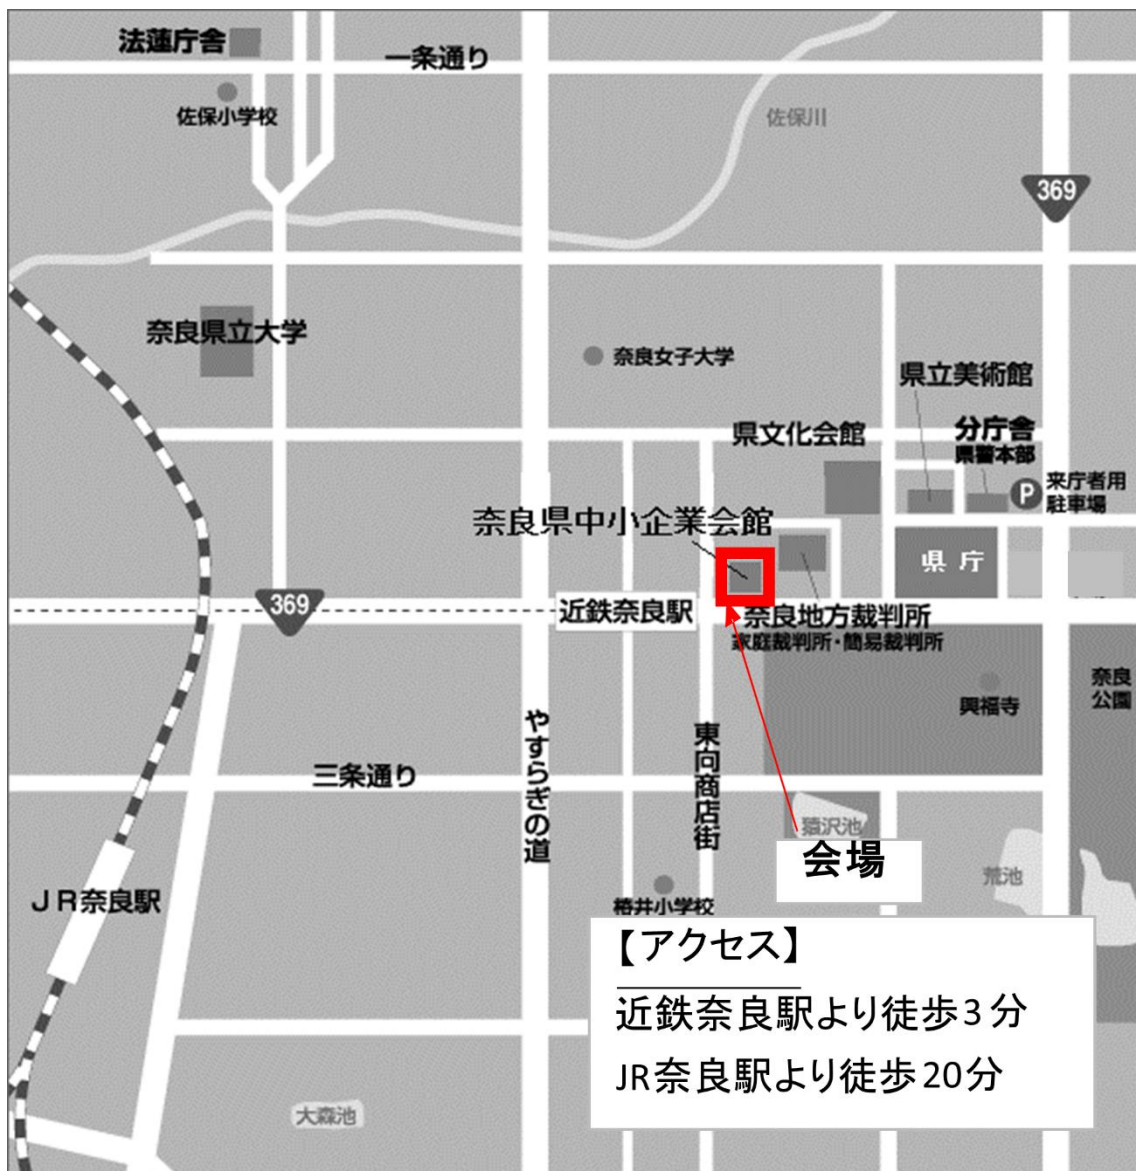 法蓮庁舎
一条通り
佐保小学校
佐保川
369
奈良県立大学
奈良女子大学
県立美術館
県文化会館
分庁舎
県警本部
P
来庁者用
駐車場
奈良県中小企業会館
県庁
369
近鉄奈良駅
奈良地方裁判所
家庭裁判所・簡易裁判所
奈良
公園
興福寺
やすらぎの道
東向商店街
三条通り
猿沢池
会場
荒池
JR奈良駅
椿井小学校
【アクセス】
近鉄奈良駅より徒歩3分
JR奈良駅より徒歩20分
大森池